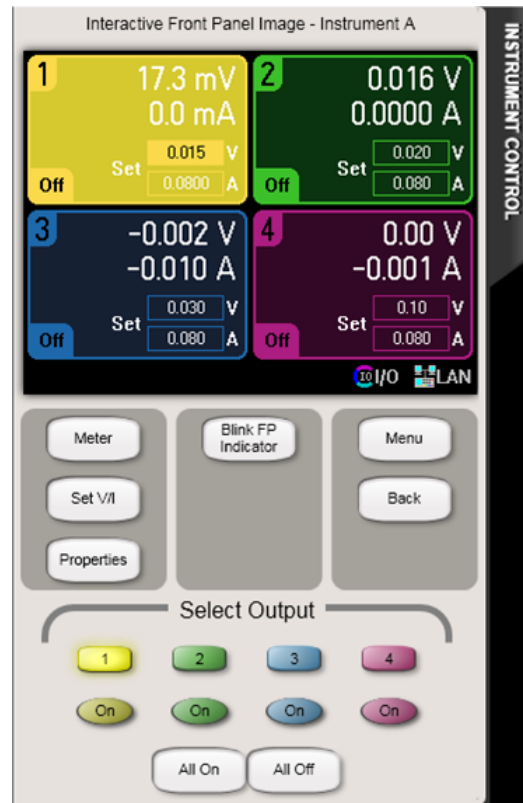 Interactive Front Panel Image - Instrument A
INSTRUMENT CONTROL
1
17.3 mV
0.0 mA
Set
0.015 V
0.0800 A
Off
2
0.016 V
0.0000 A
Set
0.020 V
0.080 A
Off
3
-0.002 V
-0.010 A
Set
0.030 V
0.080 A
Off
4
0.00 V
-0.001 A
Set
0.10 V
0.080 A
Off
IO I/O LAN
Meter
Blink FP
Indicator
Menu
Set V/I
Back
Properties
Select Output
1 2 3 4
On On On On
All On All Off